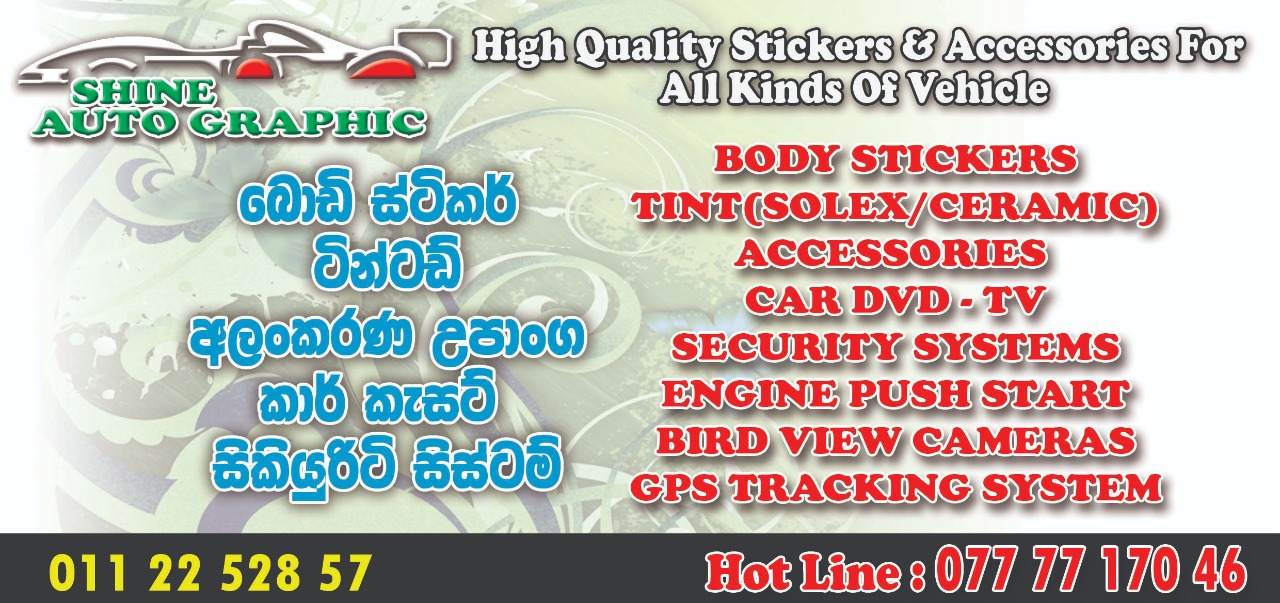 SHINE
AUTO GRAPHIC
High Quality Stickers & Accessories For
All Kinds Of Vehicle
බොඩි ස්ටිකර්
ටින්ටඩ්
අලංකරණ උපාංග
කාර් කැසට්
සිකියුරිටි සිස්ටම්
BODY STICKERS
TINT(SOLEX/CERAMIC)
ACCESSORIES
CAR DVD - TV
SECURITY SYSTEMS
ENGINE PUSH START
BIRD VIEW CAMERAS
GPS TRACKING SYSTEM
011 22 528 57
Hot Line : 077 77 170 46